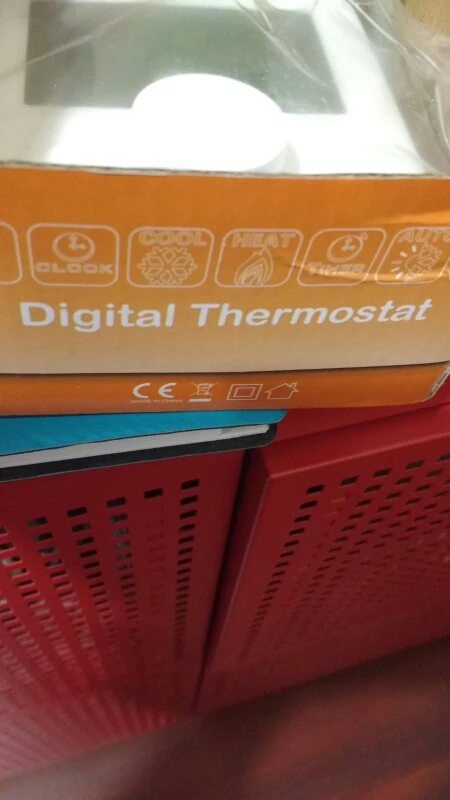 CLOCK COOL HEAT TIMER AUTO
Digital Thermostat
CE